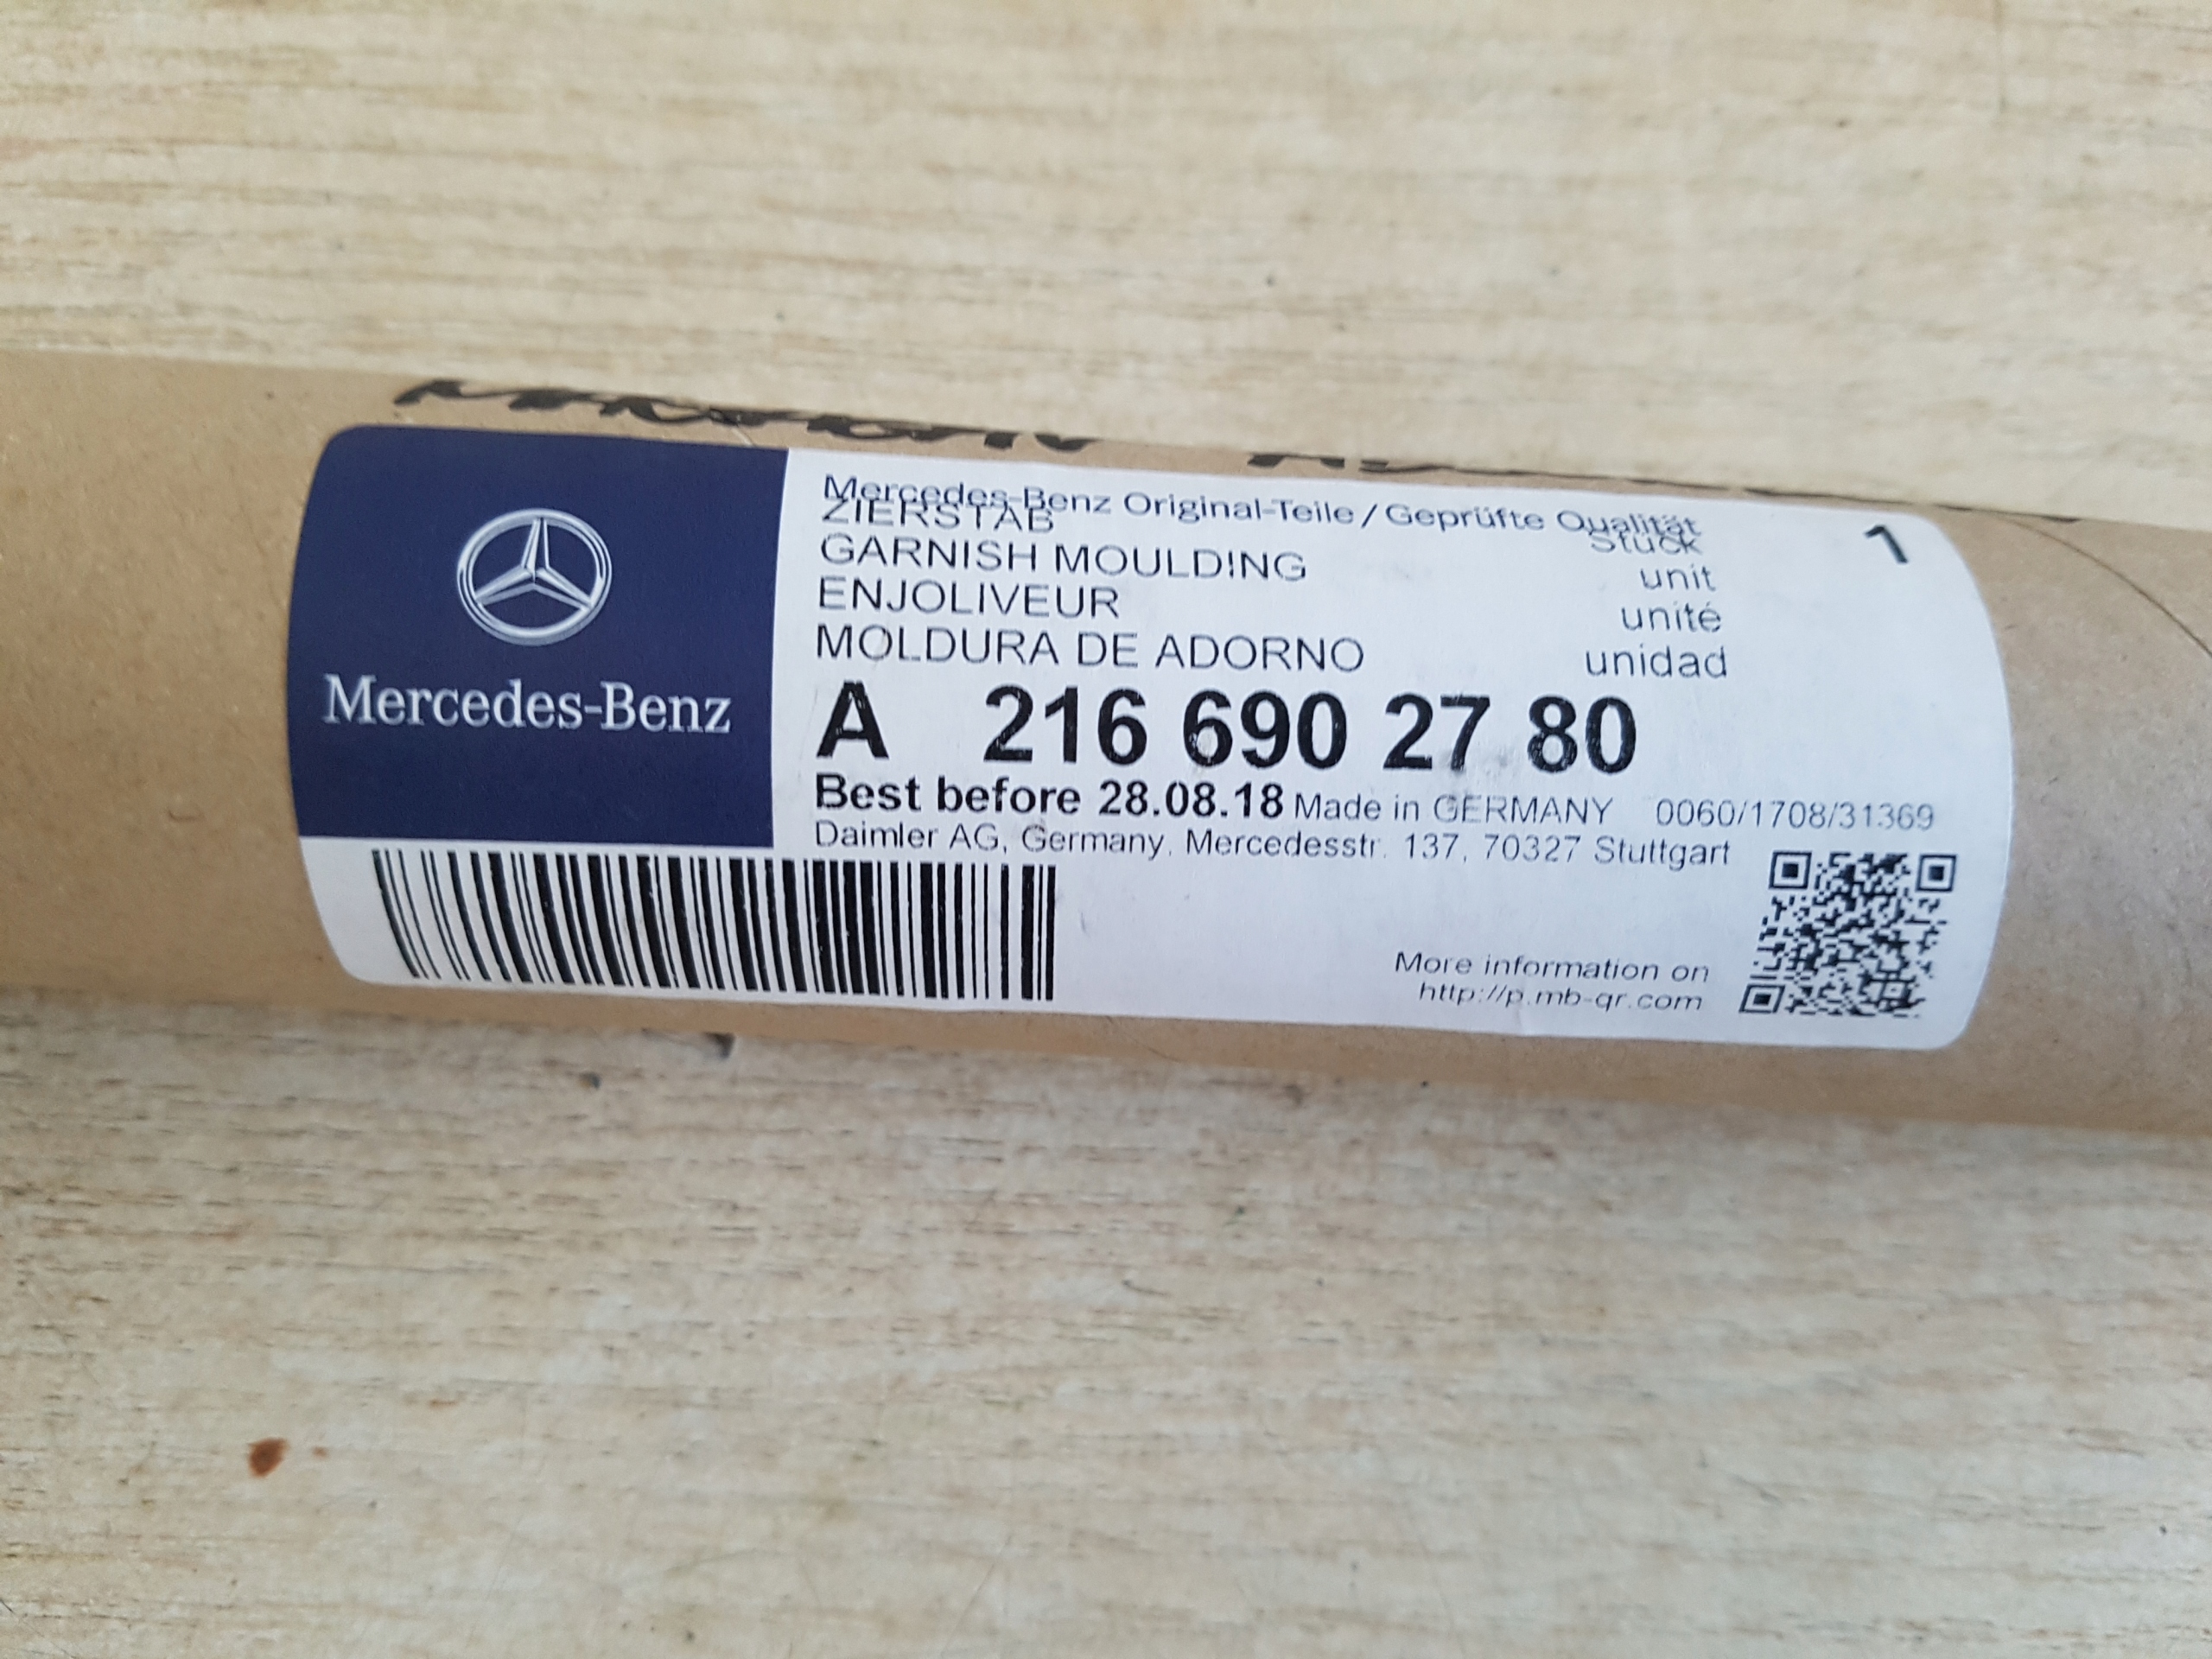 Mercedes-Benz
Mercedes-Benz Original-Teile / Geprüfte Qualität
ZIERSTAB Stück 1
GARNISH MOULDING unit
ENJOLIVEUR unité
MOLDURA DE ADORNO unidad
A 216 690 27 80
Best before 28.08.18 Made in GERMANY 0060/1708/31369
Daimler AG, Germany, Mercedesstr. 137, 70327 Stuttgart
More information on
http://p.mb-qr.com